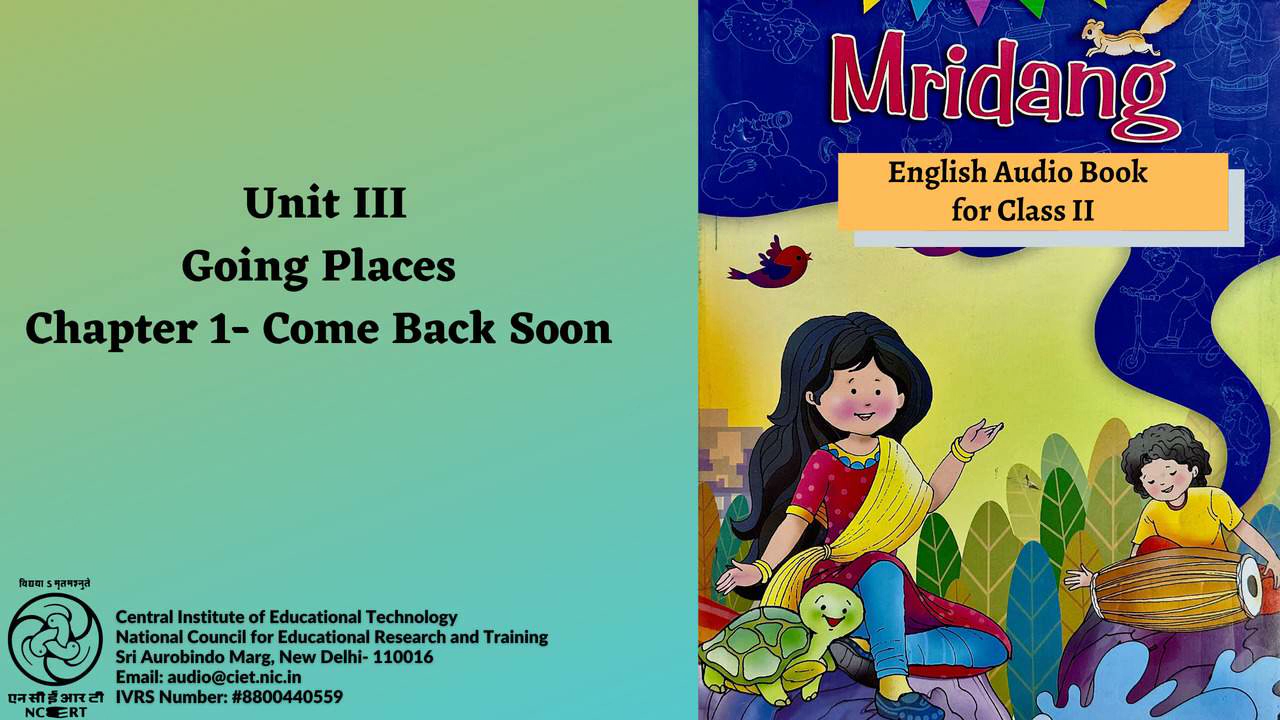 Unit III
Going Places
Chapter 1- Come Back Soon
Mridang
English Audio Book
for Class II
विद्यया ऽ मृतमश्नुते
एन सी ई आर टी
NCERT
Central Institute of Educational Technology
National Council for Educational Research and Training
Sri Aurobindo Marg, New Delhi- 110016
Email: audio@ciet.nic.in
IVRS Number: #8800440559